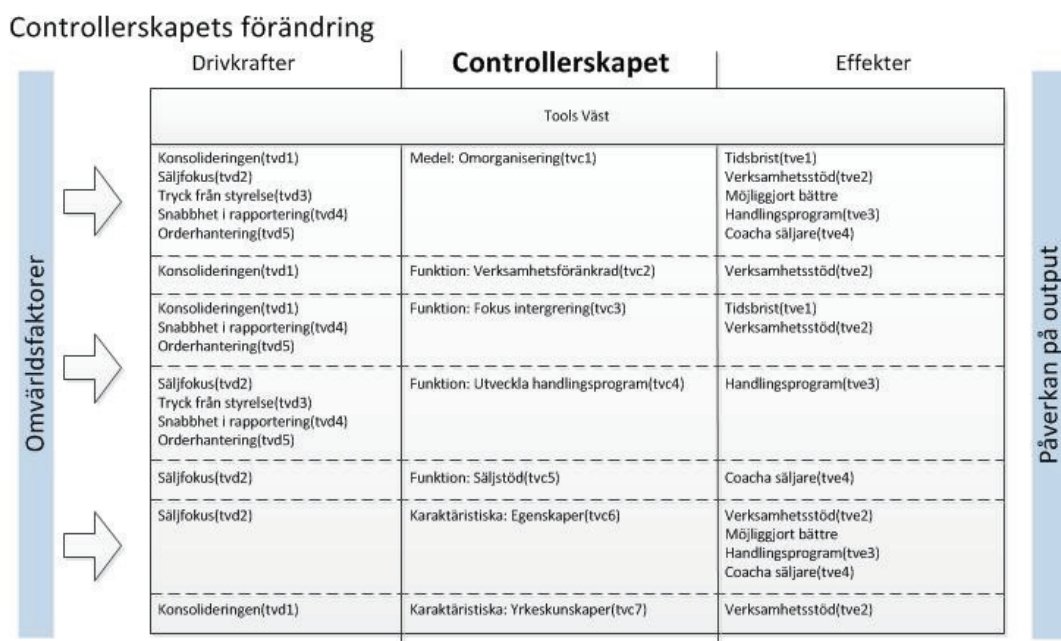 Controllerskapets förändring
Drivkrafter
Controllerskapet
Effekter
Omvärldsfaktorer
Påverkan på output
Tools Väst
Konsolideringen(tvd1)
Säljfokus(tvd2)
Tryck från styrelse(tvd3)
Snabbhet i rapportering(tvd4)
Orderhantering(tvd5)
Medel: Omorganisering(tvc1)
Tidsbrist(tve1)
Verksamhetsstöd(tve2)
Möjliggjort bättre
Handlingsprogram(tve3)
Coacha säljare(tve4)
Konsolideringen(tvd1)
Funktion: Verksamhetsföränkrad(tvc2)
Verksamhetsstöd(tve2)
Konsolideringen(tvd1)
Snabbhet i rapportering(tvd4)
Orderhantering(tvd5)
Funktion: Fokus intergrering(tvc3)
Tidsbrist(tve1)
Verksamhetsstöd(tve2)
Säljfokus(tvd2)
Tryck från styrelse(tvd3)
Snabbhet i rapportering(tvd4)
Orderhantering(tvd5)
Funktion: Utveckla handlingsprogram(tvc4)
Handlingsprogram(tve3)
Säljfokus(tvd2)
Funktion: Säljstöd(tvc5)
Coacha säljare(tve4)
Säljfokus(tvd2)
Karaktäristiska: Egenskaper(tvc6)
Verksamhetsstöd(tve2)
Möjliggjort bättre
Handlingsprogram(tve3)
Coacha säljare(tve4)
Konsolideringen(tvd1)
Karaktäristiska: Yrkeskunskaper(tvc7)
Verksamhetsstöd(tve2)